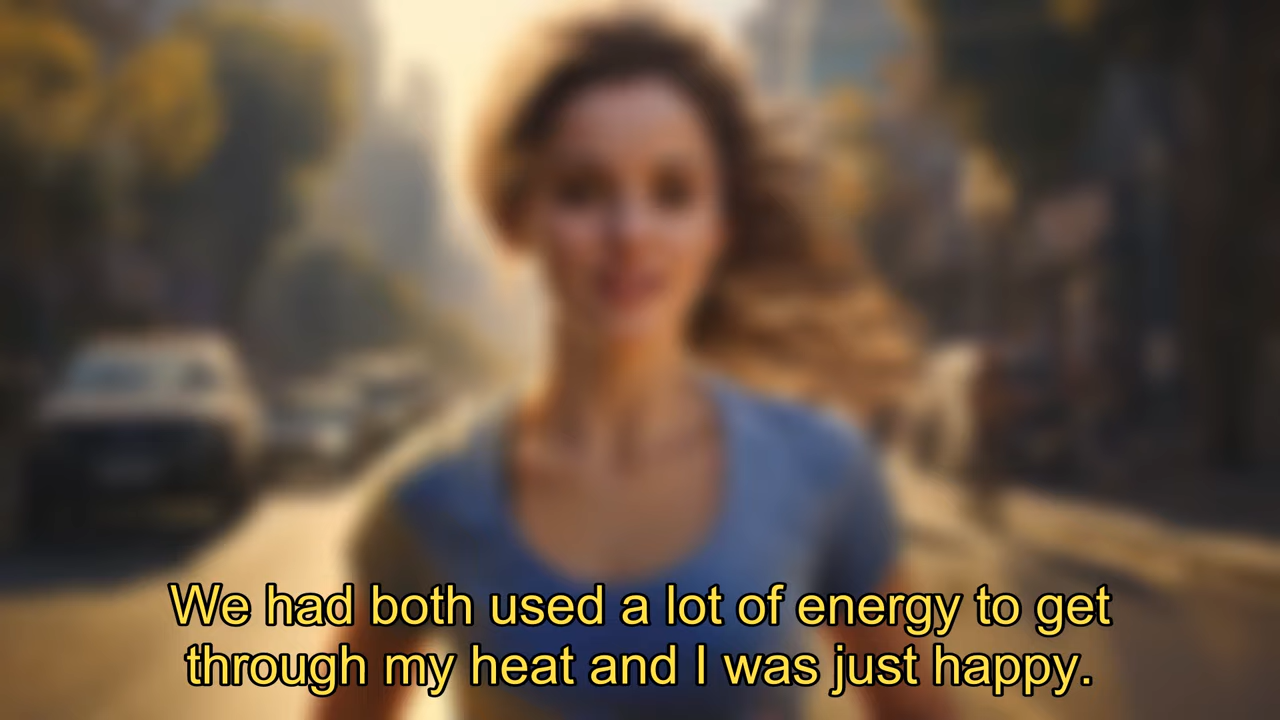 We had both used a lot of energy to get
through my heat and I was just happy.